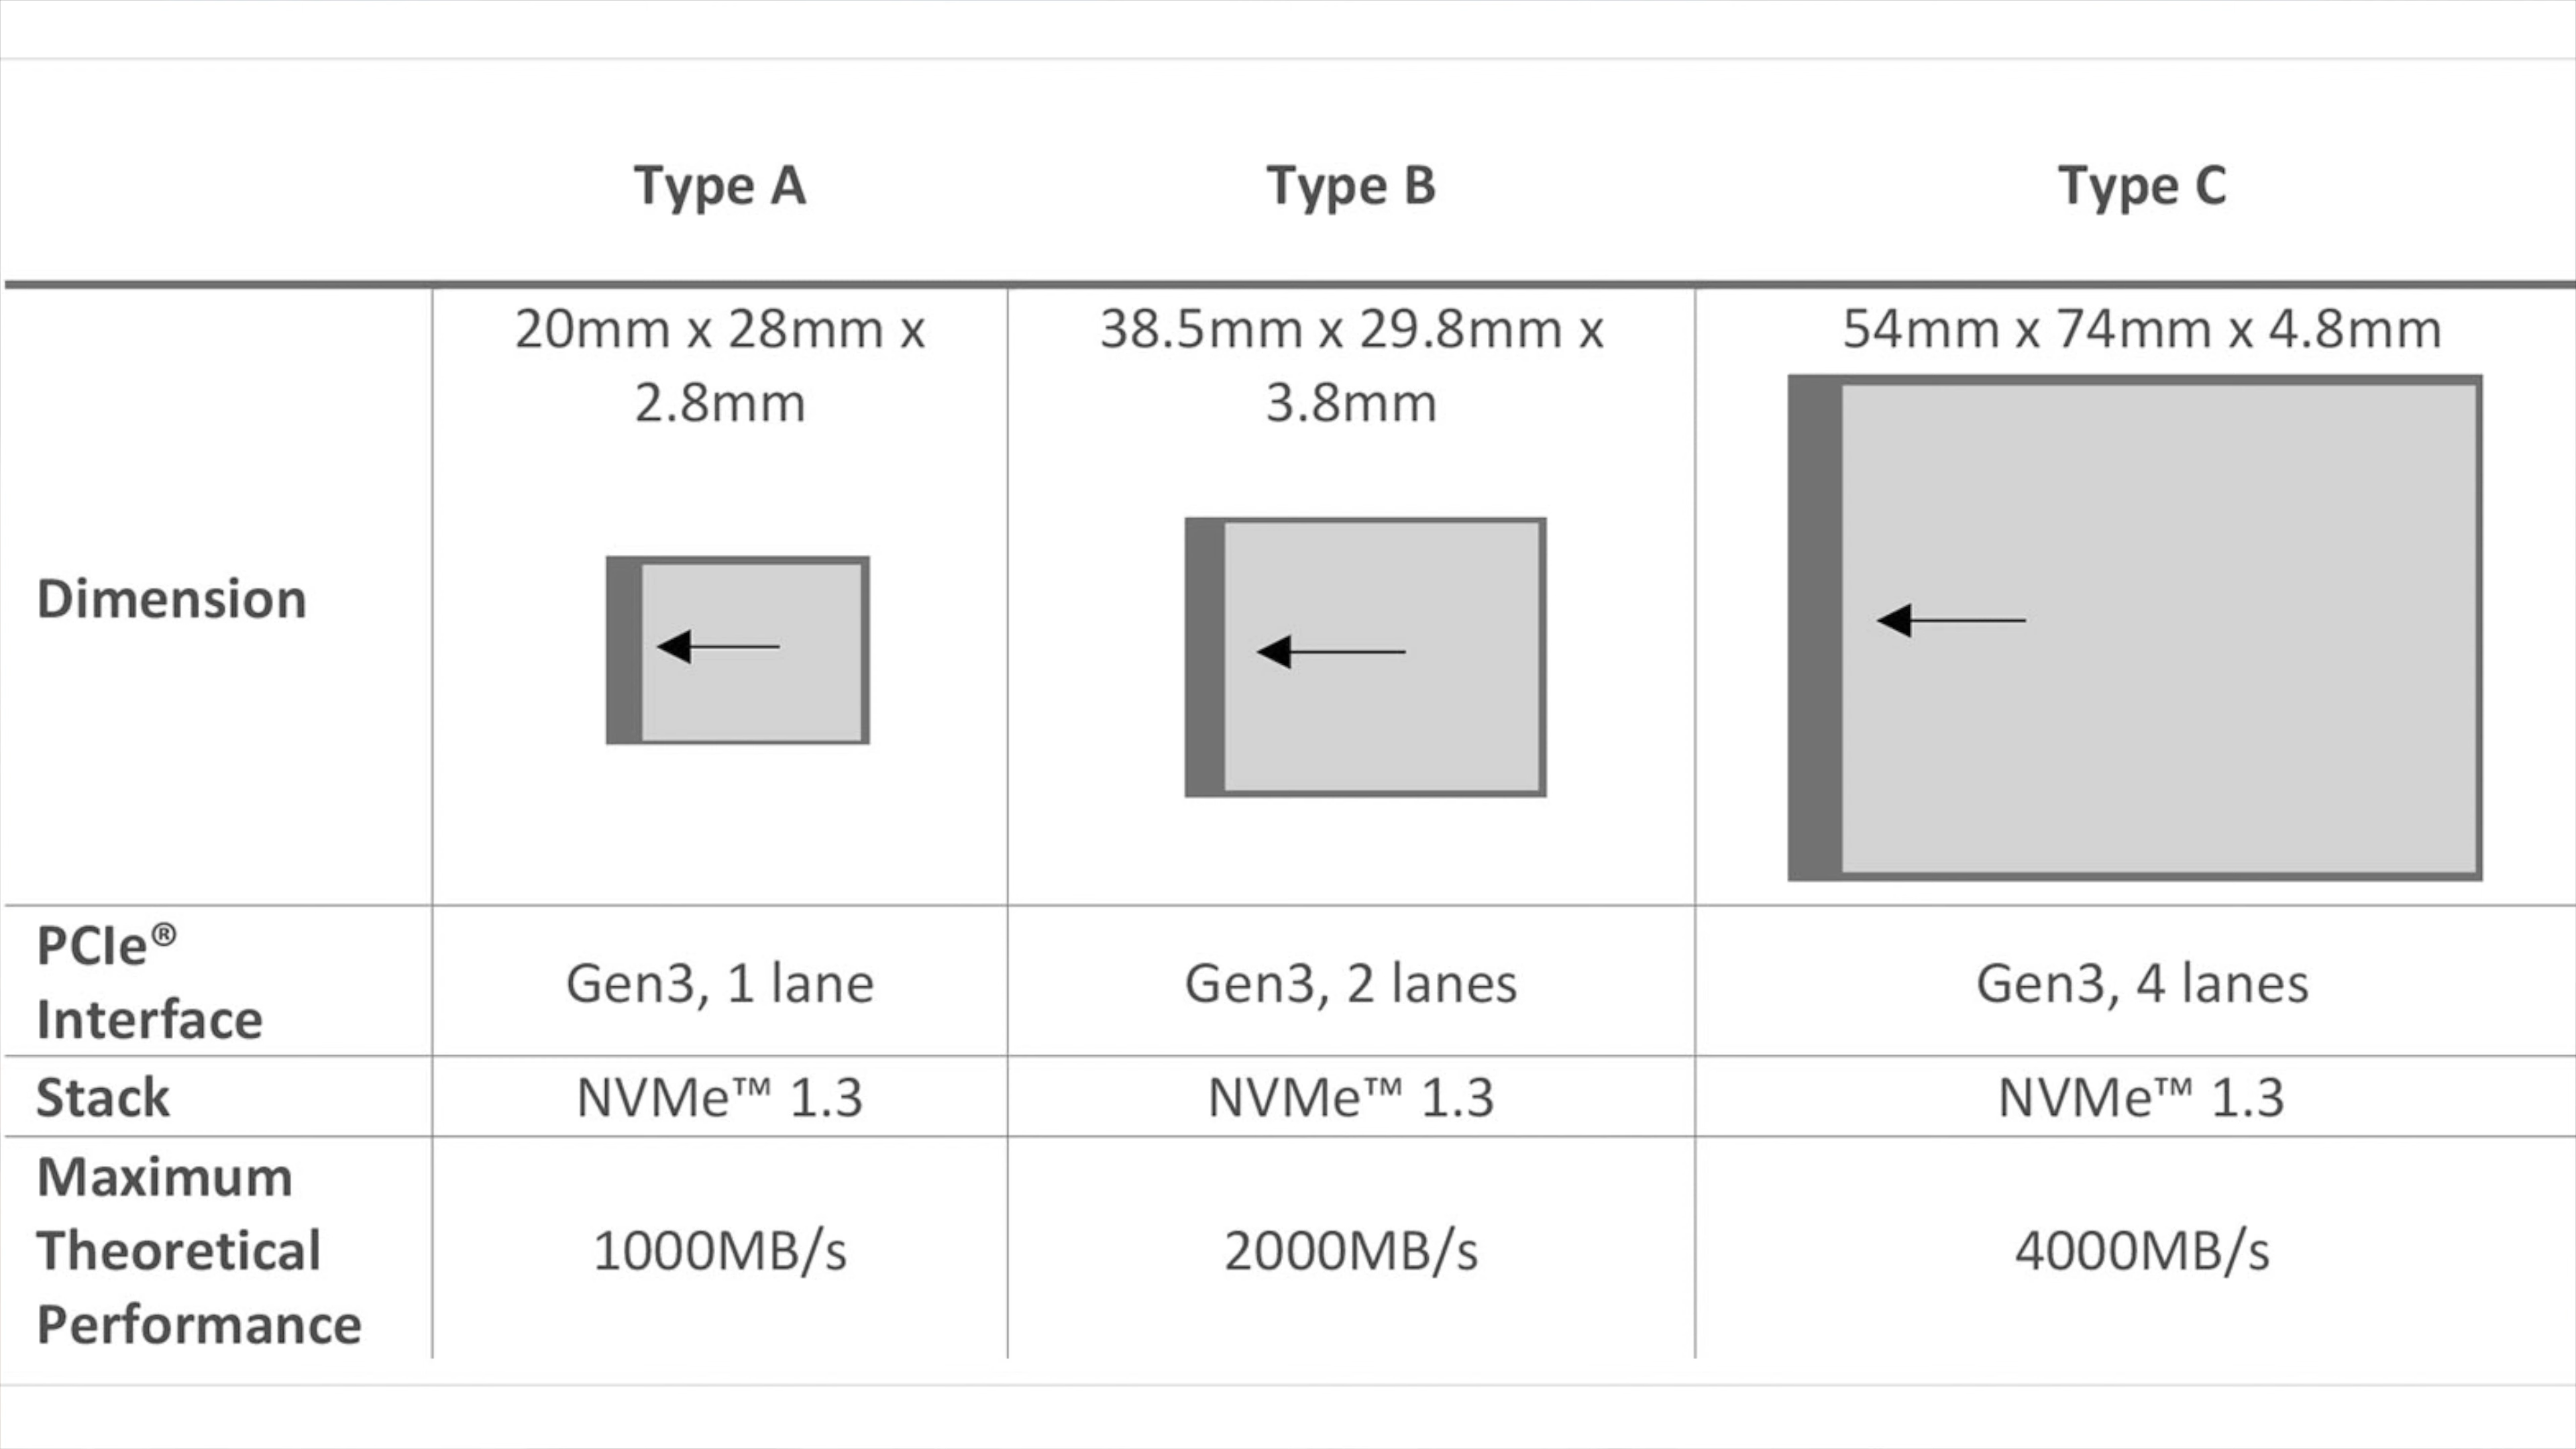 Type A Type B Type C
20mm x 28mm x 38.5mm x 29.8mm x 54mm x 74mm x 4.8mm
2.8mm 3.8mm
Dimension
PCIe®
Interface Gen3, 1 lane Gen3, 2 lanes Gen3, 4 lanes
Stack NVMe™ 1.3 NVMe™ 1.3 NVMe™ 1.3
Maximum
Theoretical 1000MB/s 2000MB/s 4000MB/s
Performance